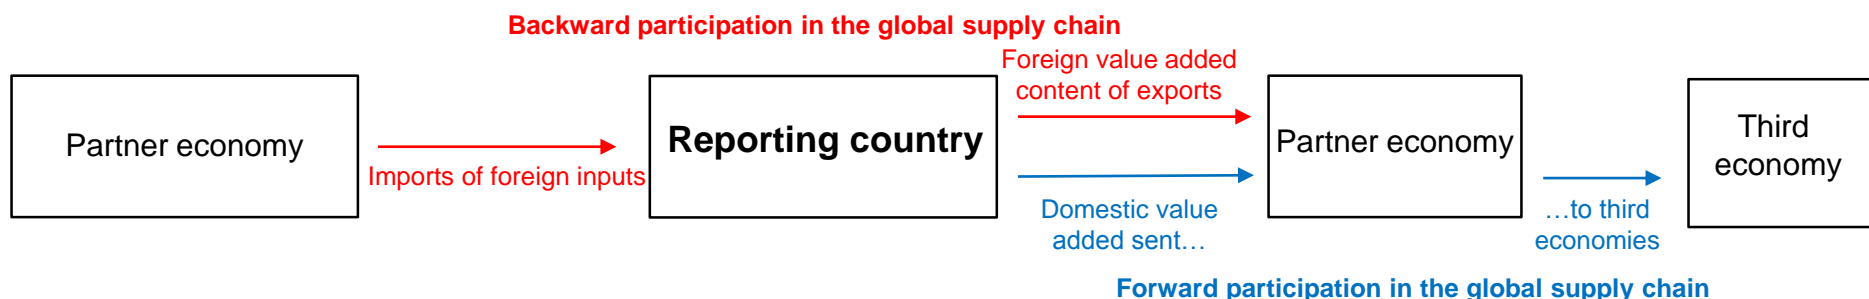 Backward participation in the global supply chain
Partner economy
Imports of foreign inputs
Reporting country
Foreign value added
content of exports
Domestic value
added sent…
Partner economy
…to third
economies
Third
economy
Forward participation in the global supply chain